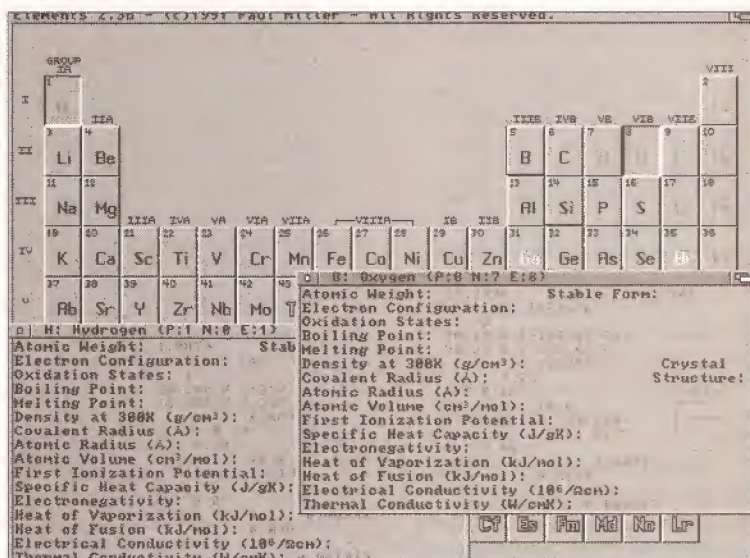 Elements 2.3b - (c)1991 Paul Miller - All Rights Reserved.
GROUP
IA VIII
1 2
I
IIA IIIB IVB VB VIB VIIB
3 4 5 6 7 8 9 10
II Li Be B C
11 12 13 14 15 16 17 18
III Na Mg Al Si P S
IIIA IVA VA VIA VIIA VIIIA IB IIB
19 20 21 22 23 24 25 26 27 28 29 30 31 32 33 34 35 36
IV K Ca Sc Ti V Cr Mn Fe Co Ni Cu Zn Ge As Se
37 38 39 40 41 42 43
V Rb Sr Y Zr Nb Mo T
H: Hydrogen (P:1 N:0 E:1)
Atomic Weight: Stab
Electron Configuration:
Oxidation States:
Boiling Point:
Melting Point:
Density at 300K (g/cm³):
Covalent Radius (Å):
Atomic Radius (Å):
Atomic Volume (cm³/mol):
First Ionization Potential:
Specific Heat Capacity (J/gK):
Electronegativity:
Heat of Vaporization (kJ/mol):
Heat of Fusion (kJ/mol):
Electrical Conductivity (10⁶/Ωcm):
Thermal Conductivity (W/cmK):
O: Oxygen (P:8 N:7 E:8)
Atomic Weight: Stable Form:
Electron Configuration:
Oxidation States:
Boiling Point:
Melting Point:
Density at 300K (g/cm³): Crystal
Covalent Radius (Å): Structure:
Atomic Radius (Å):
Atomic Volume (cm³/mol):
First Ionization Potential:
Specific Heat Capacity (J/gK):
Electronegativity:
Heat of Vaporization (kJ/mol):
Heat of Fusion (kJ/mol):
Electrical Conductivity (10⁶/Ωcm):
Thermal Conductivity (W/cmK):
Cf Es Fm Md No Lr